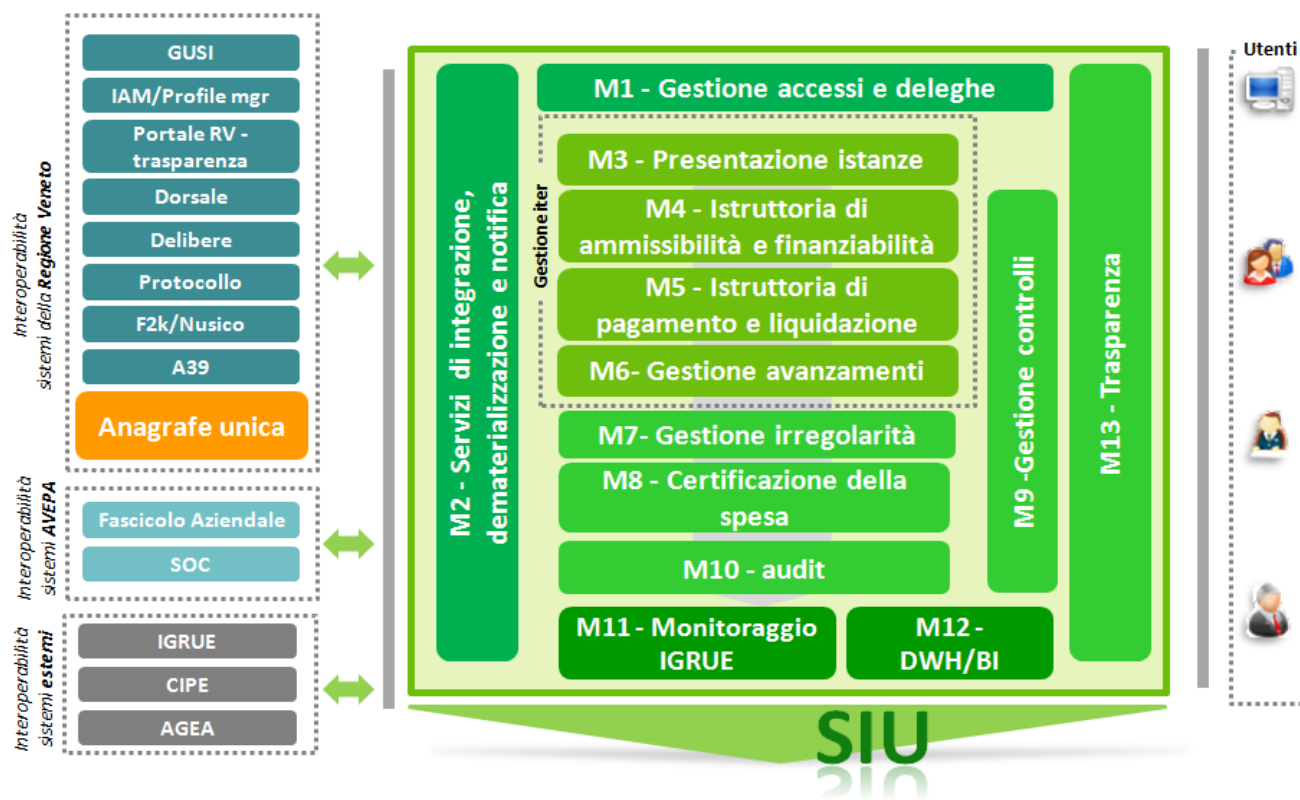 Interoperabilità
sistemi della Regione Veneto
GUSI
IAM/Profile mgr
Portale RV -
trasparenza
Dorsale
Delibere
Protocollo
F2k/Nusico
A39
Anagrafe unica
Interoperabilità
sistemi AVEPA
Fascicolo Aziendale
SOC
Interoperabilità
sistemi esterni
IGRUE
CIPE
AGEA
M2 - Servizi di integrazione,
dematerializzazione e notifica
M1 - Gestione accessi e deleghe
Gestione iter
M3 - Presentazione istanze
M4 - Istruttoria di
ammissibilità e finanziabilità
M5 - Istruttoria di
pagamento e liquidazione
M6- Gestione avanzamenti
M7- Gestione irregolarità
M8 - Certificazione della
spesa
M10 - audit
M11 - Monitoraggio
IGRUE
M12 -
DWH/BI
M9 -Gestione controlli
M13 - Trasparenza
SIU
Utenti